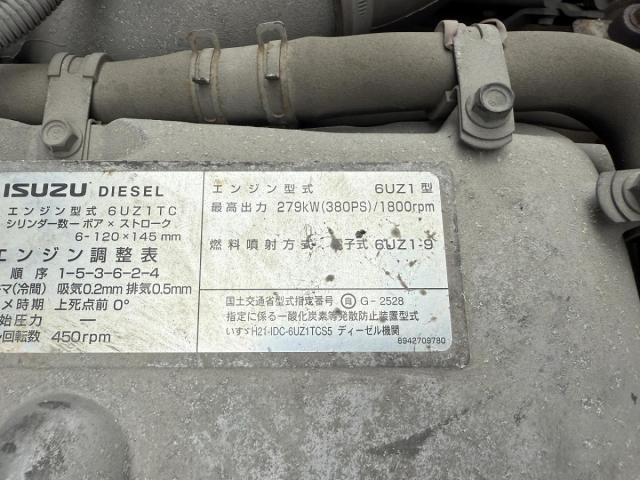 ISUZU DIESEL
エンジン型式 6UZ1TC
シリンダ数ーボア×ストローク
6-120×145mm
エンジン調整表
順序 1-5-3-6-2-4
マ(冷間) 吸気0.2mm 排気0.5mm
メ時期 上死点前 0°
始圧力 —
回転数 450rpm
エンジン型式 6UZ1型
最高出力 279kW(380PS)/1800rpm
燃料噴射方式 子式 6UZ1-9
国土交通省型式指定番号 自 G-2528
指定に係る一酸化炭素等発散防止装置型式
いすゞH21-IDC-6UZ1TCS5 ディーゼル機関
8942709780